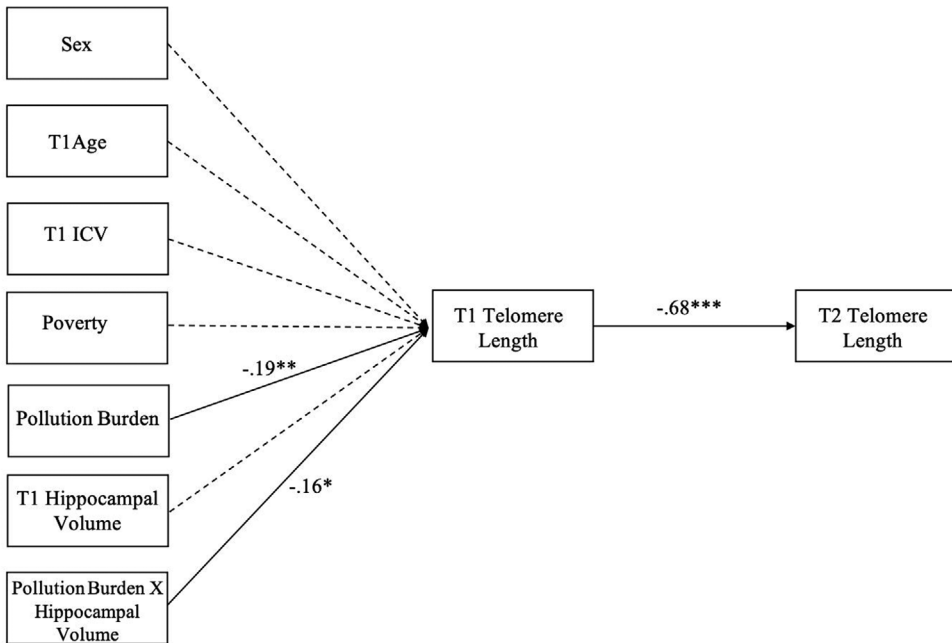 Sex
T1Age
T1 ICV
Poverty
Pollution Burden
T1 Hippocampal
Volume
Pollution Burden X
Hippocampal
Volume
-.19**
-.16*
T1 Telomere
Length
-.68***
T2 Telomere
Length